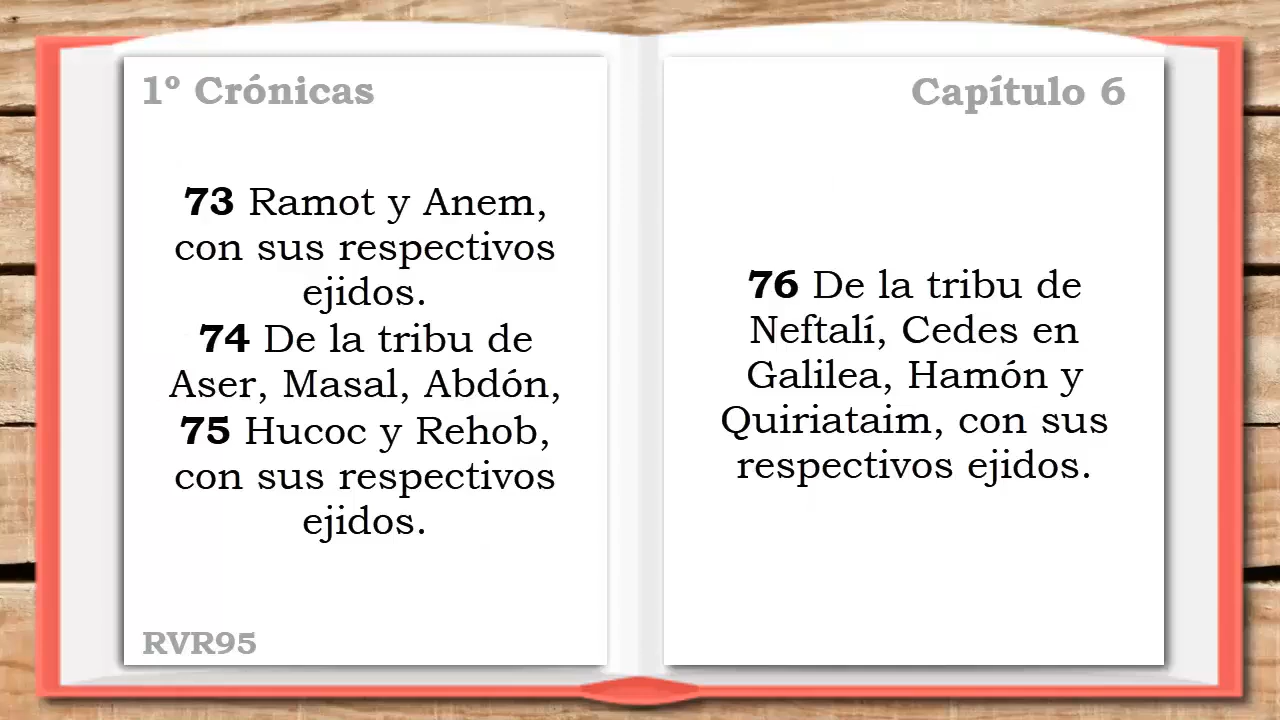 1º Crónicas
73 Ramot y Anem,
con sus respectivos
ejidos.
74 De la tribu de
Aser, Masal, Abdón,
75 Hucoc y Rehob,
con sus respectivos
ejidos.
RVR95
Capítulo 6
76 De la tribu de
Neftalí, Cedes en
Galilea, Hamón y
Quiriataim, con sus
respectivos ejidos.